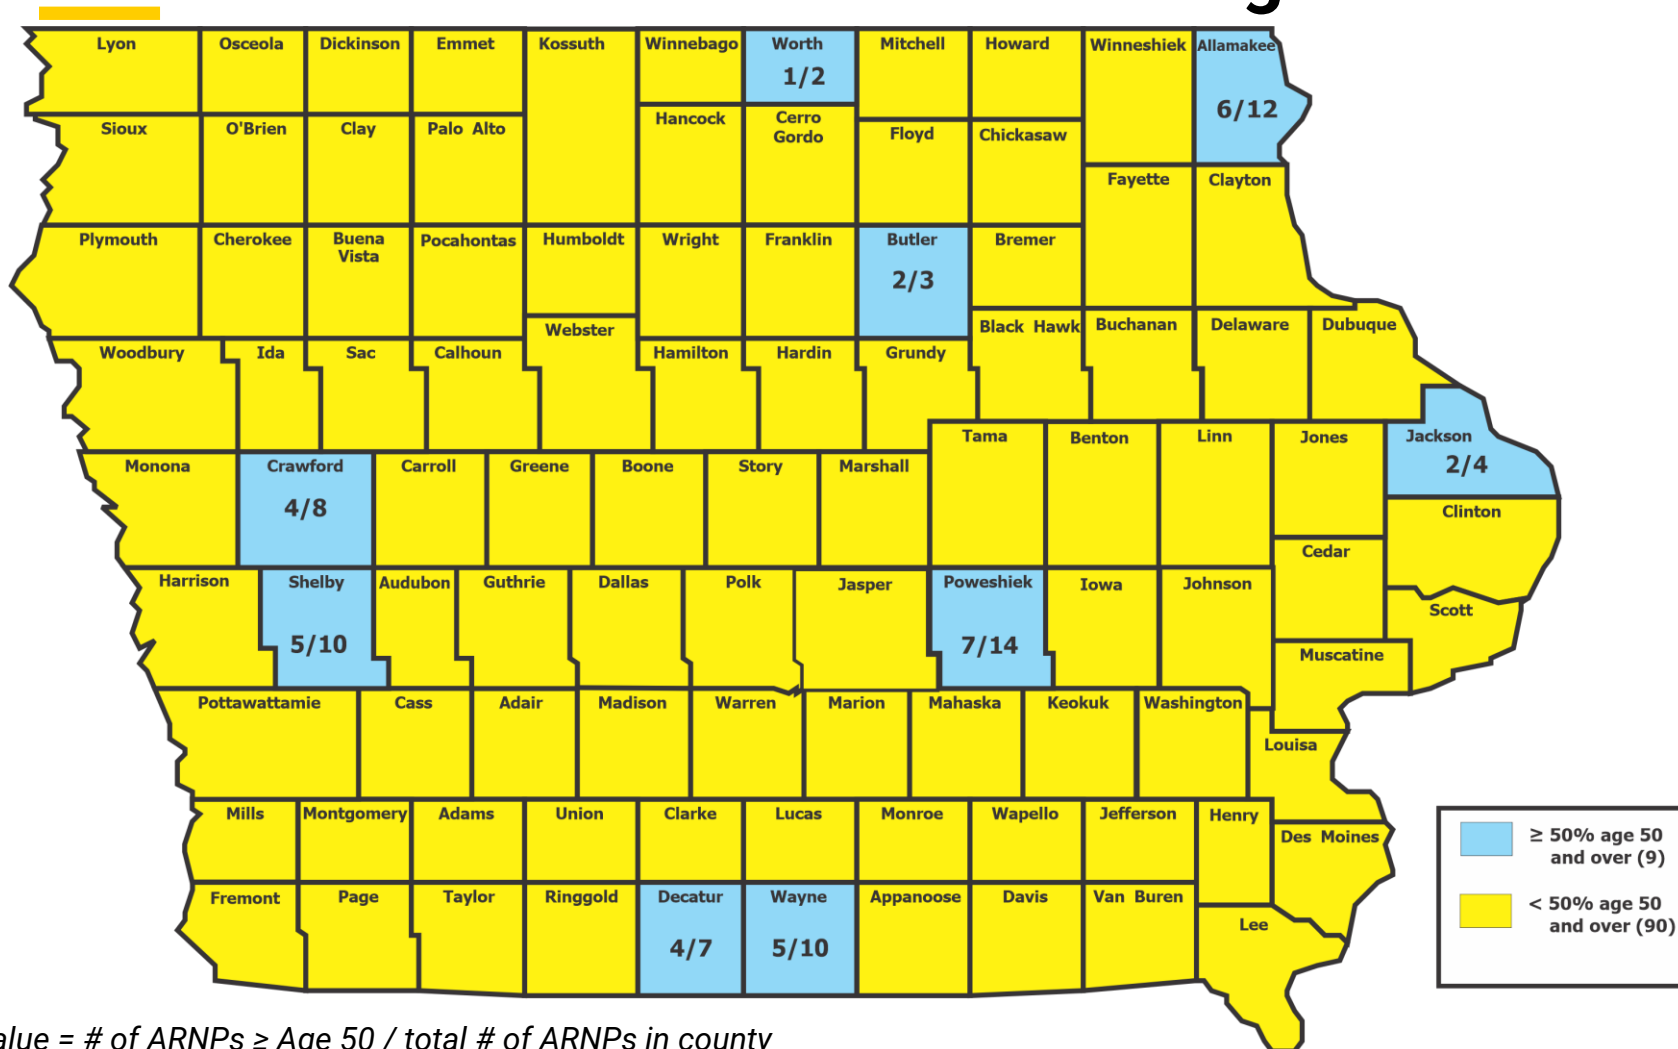 Lyon
Osceola
Dickinson
Emmet
Kossuth
Winnebago
Worth
1/2
Mitchell
Howard
Winneshiek
Allamakee
6/12
Sioux
O'Brien
Clay
Palo Alto
Hancock
Cerro
Gordo
Floyd
Chickasaw
Fayette
Clayton
Plymouth
Cherokee
Buena
Vista
Pocahontas
Humboldt
Wright
Franklin
Butler
2/3
Bremer
Webster
Black Hawk
Buchanan
Delaware
Dubuque
Woodbury
Ida
Sac
Calhoun
Hamilton
Hardin
Grundy
Tama
Benton
Linn
Jones
Jackson
2/4
Monona
Crawford
4/8
Carroll
Greene
Boone
Story
Marshall
Clinton
Cedar
Harrison
Shelby
5/10
Audubon
Guthrie
Dallas
Polk
Jasper
Poweshiek
7/14
Iowa
Johnson
Scott
Muscatine
Pottawattamie
Cass
Adair
Madison
Warren
Marion
Mahaska
Keokuk
Washington
Louisa
Mills
Montgomery
Adams
Union
Clarke
Lucas
Monroe
Wapello
Jefferson
Henry
Des Moines
Fremont
Page
Taylor
Ringgold
Decatur
4/7
Wayne
5/10
Appanoose
Davis
Van Buren
Lee
≥ 50% age 50
and over (9)
< 50% age 50
and over (90)
alue = # of ARNPs ≥ Age 50 / total # of ARNPs in county